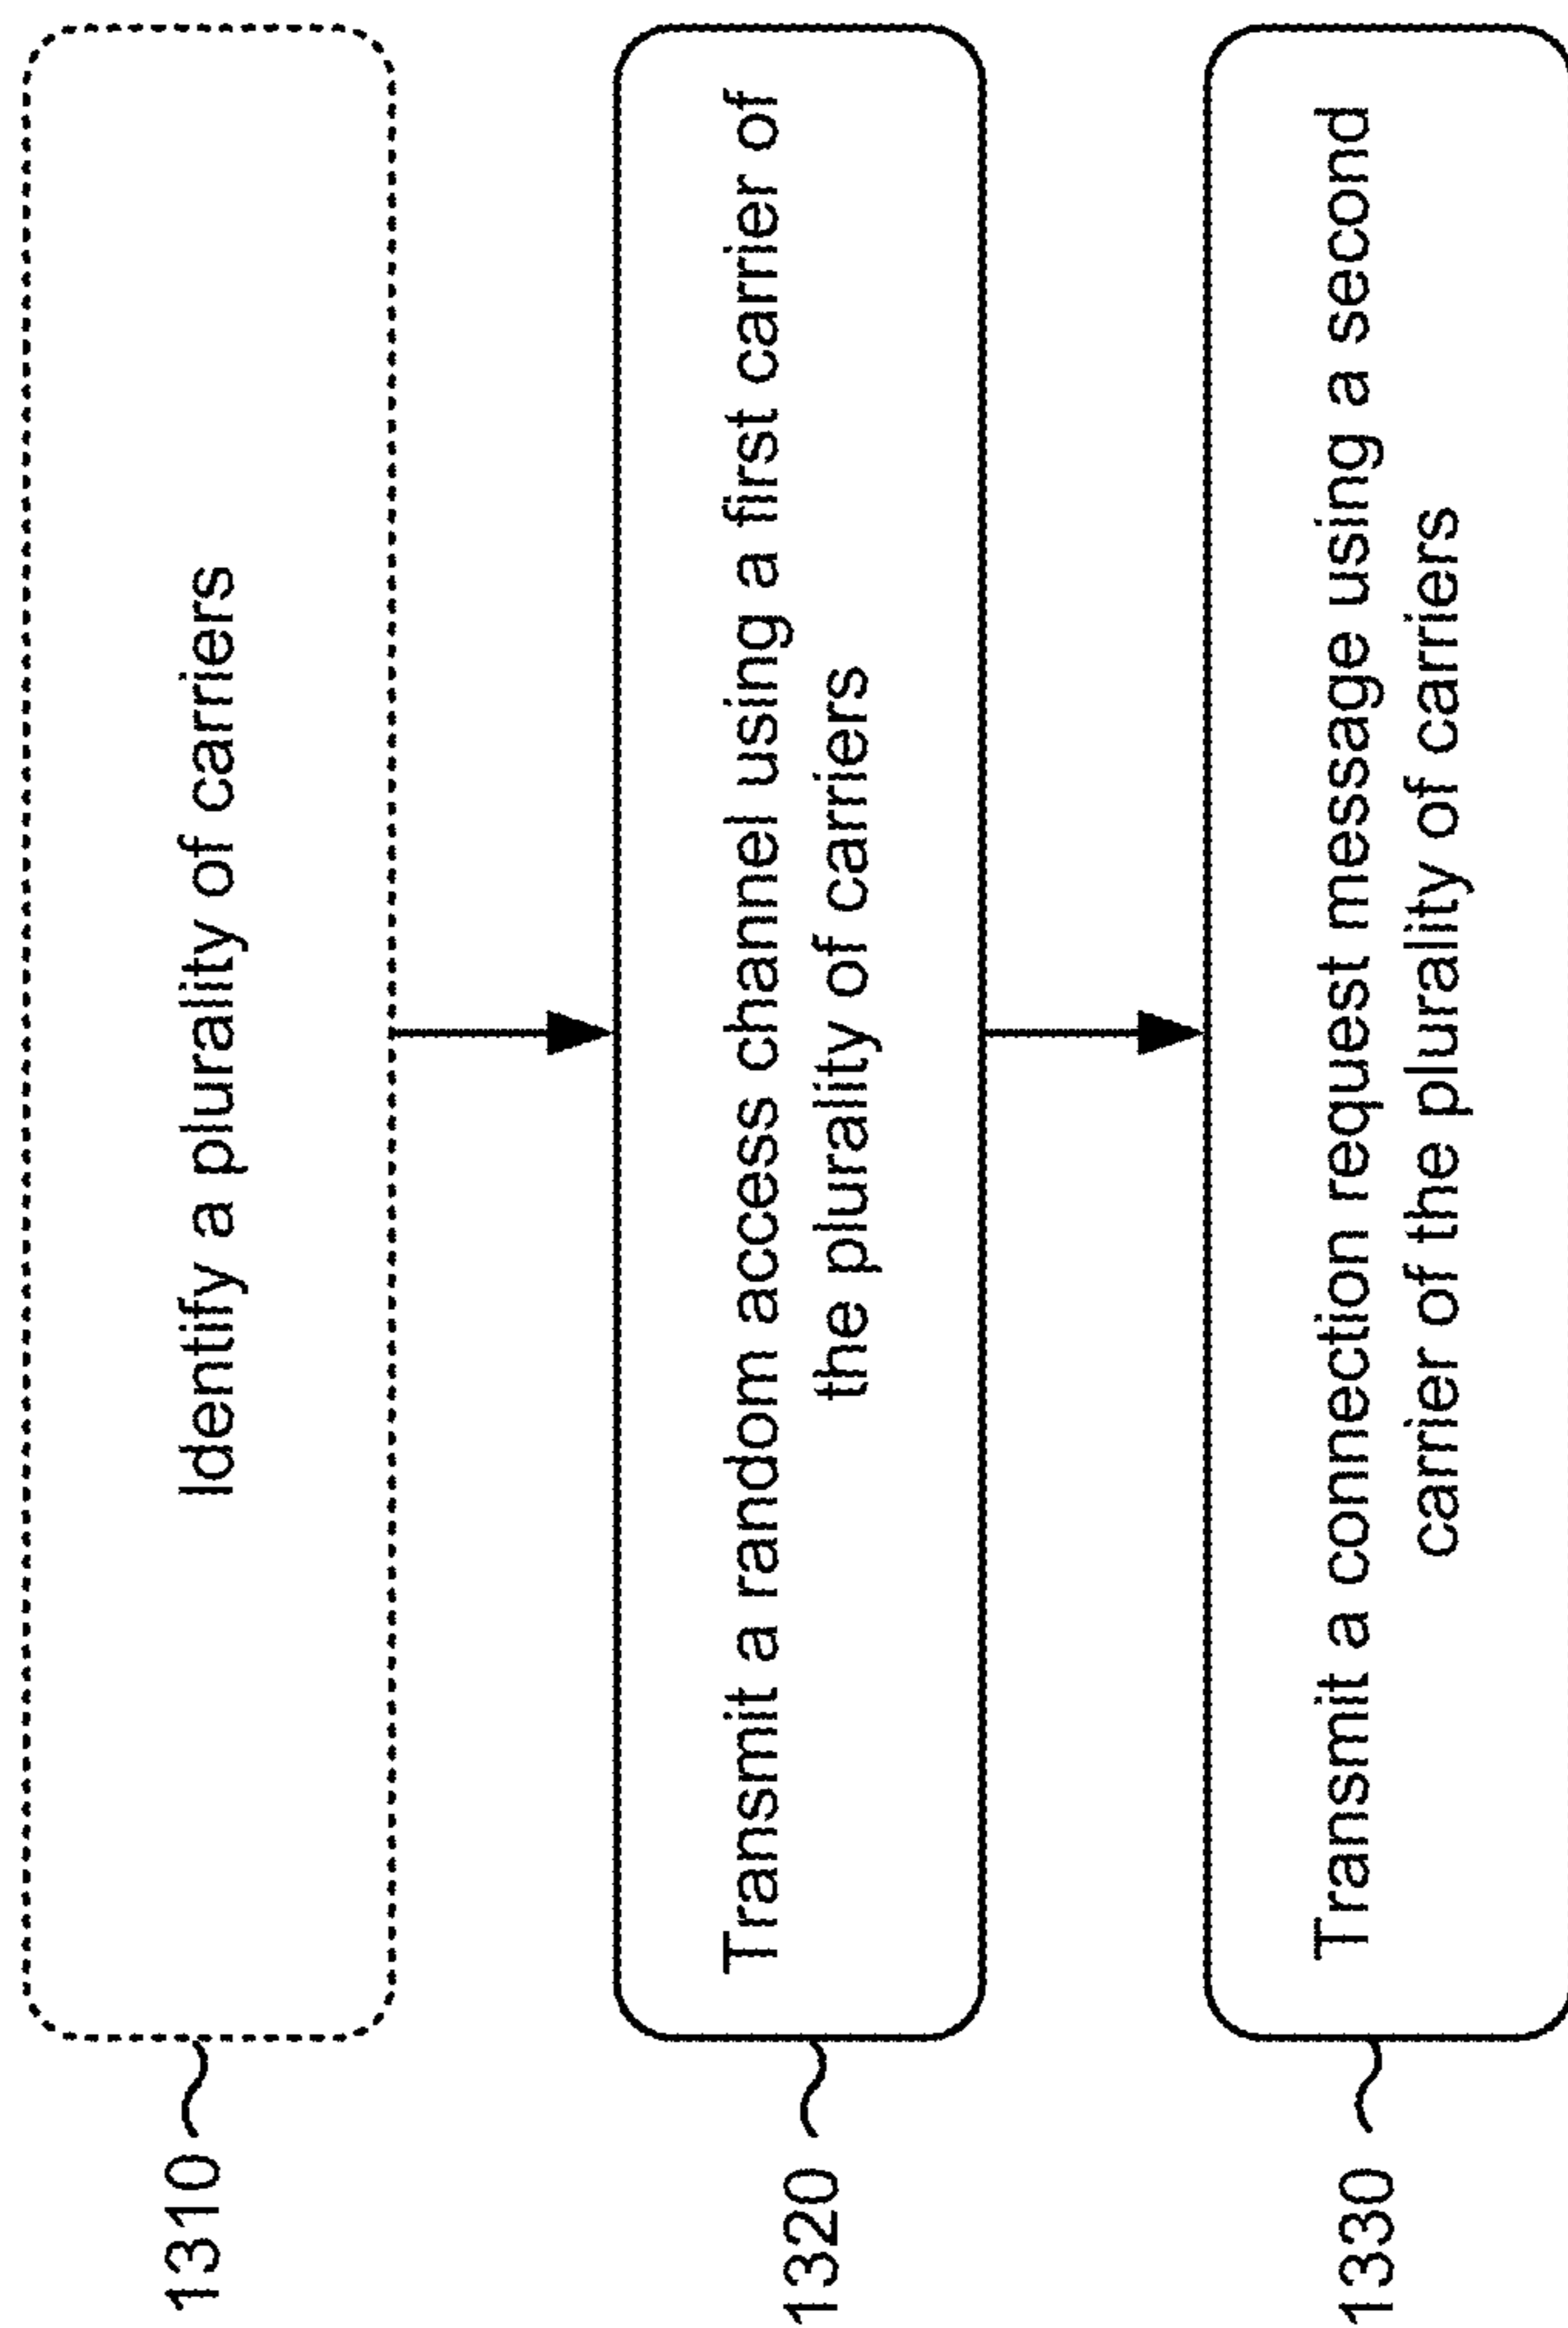 1310
Identify a plurality of carriers
1320
Transmit a random access channel using a first carrier of
the plurality of carriers
1330
Transmit a connection request message using a second
carrier of the plurality of carriers